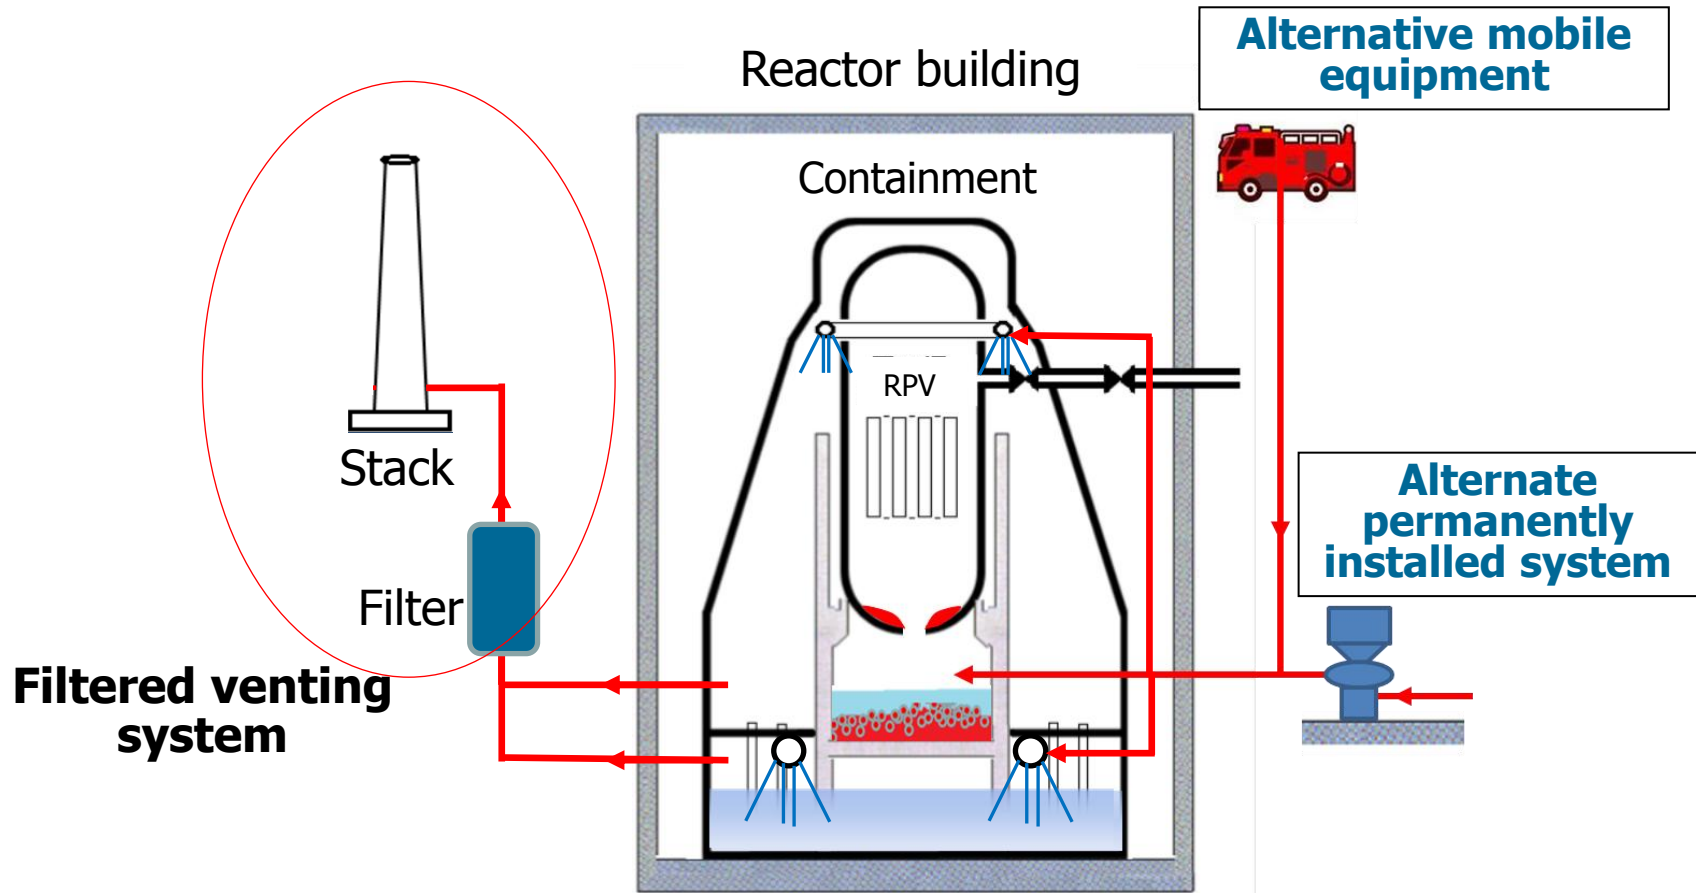 Alternative mobile
equipment
Reactor building
Containment
RPV
Stack
Alternate
permanently
installed system
Filter
Filtered venting
system